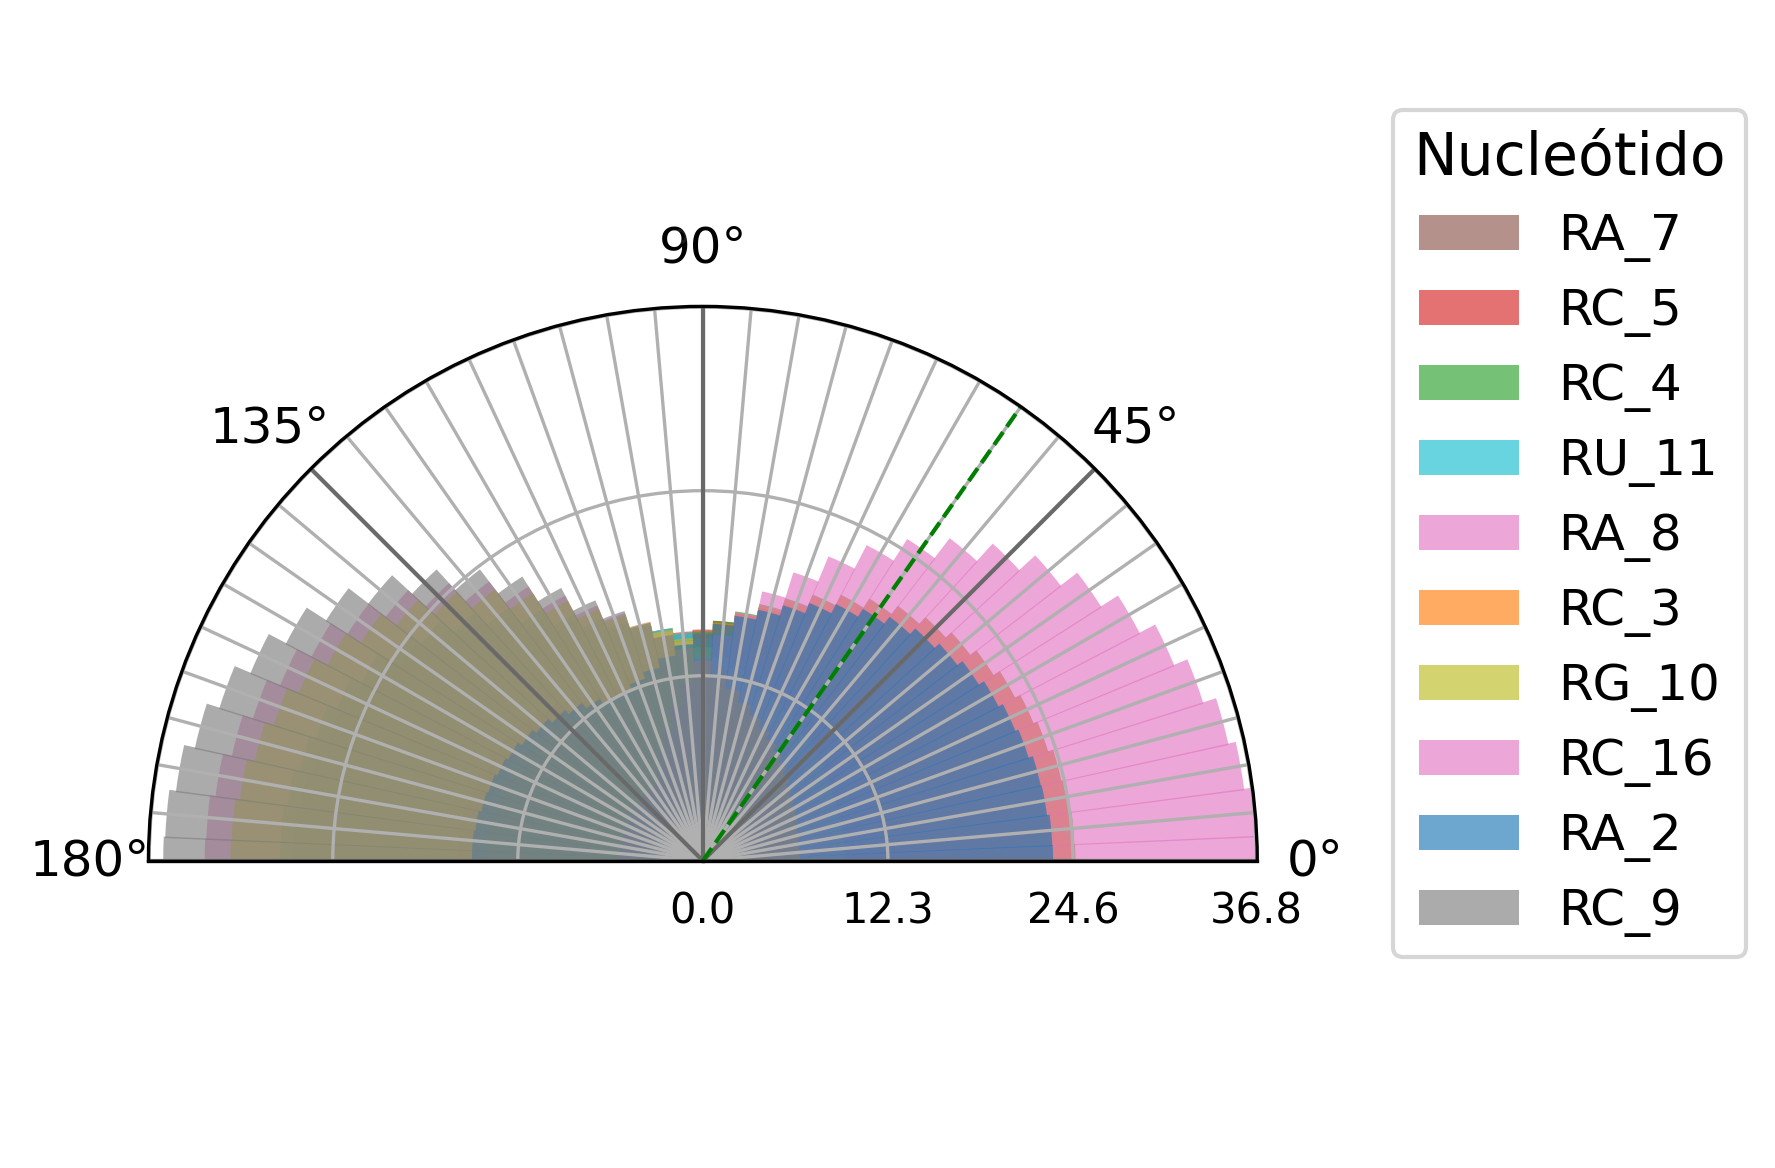 90°
135°
45°
180°
0°
0.0
12.3
24.6
36.8
Nucleótido
RA_7
RC_5
RC_4
RU_11
RA_8
RC_3
RG_10
RC_16
RA_2
RC_9